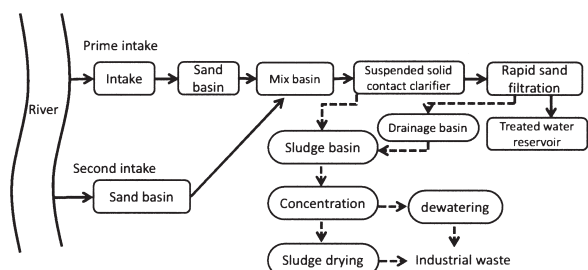 Prime intake
River
Intake
Sand
basin
Mix basin
Suspended solid
contact clarifier
Rapid sand
filtration
Drainage basin
Treated water
reservoir
Sludge basin
Second intake
Sand basin
Concentration
dewatering
Sludge drying
Industrial waste